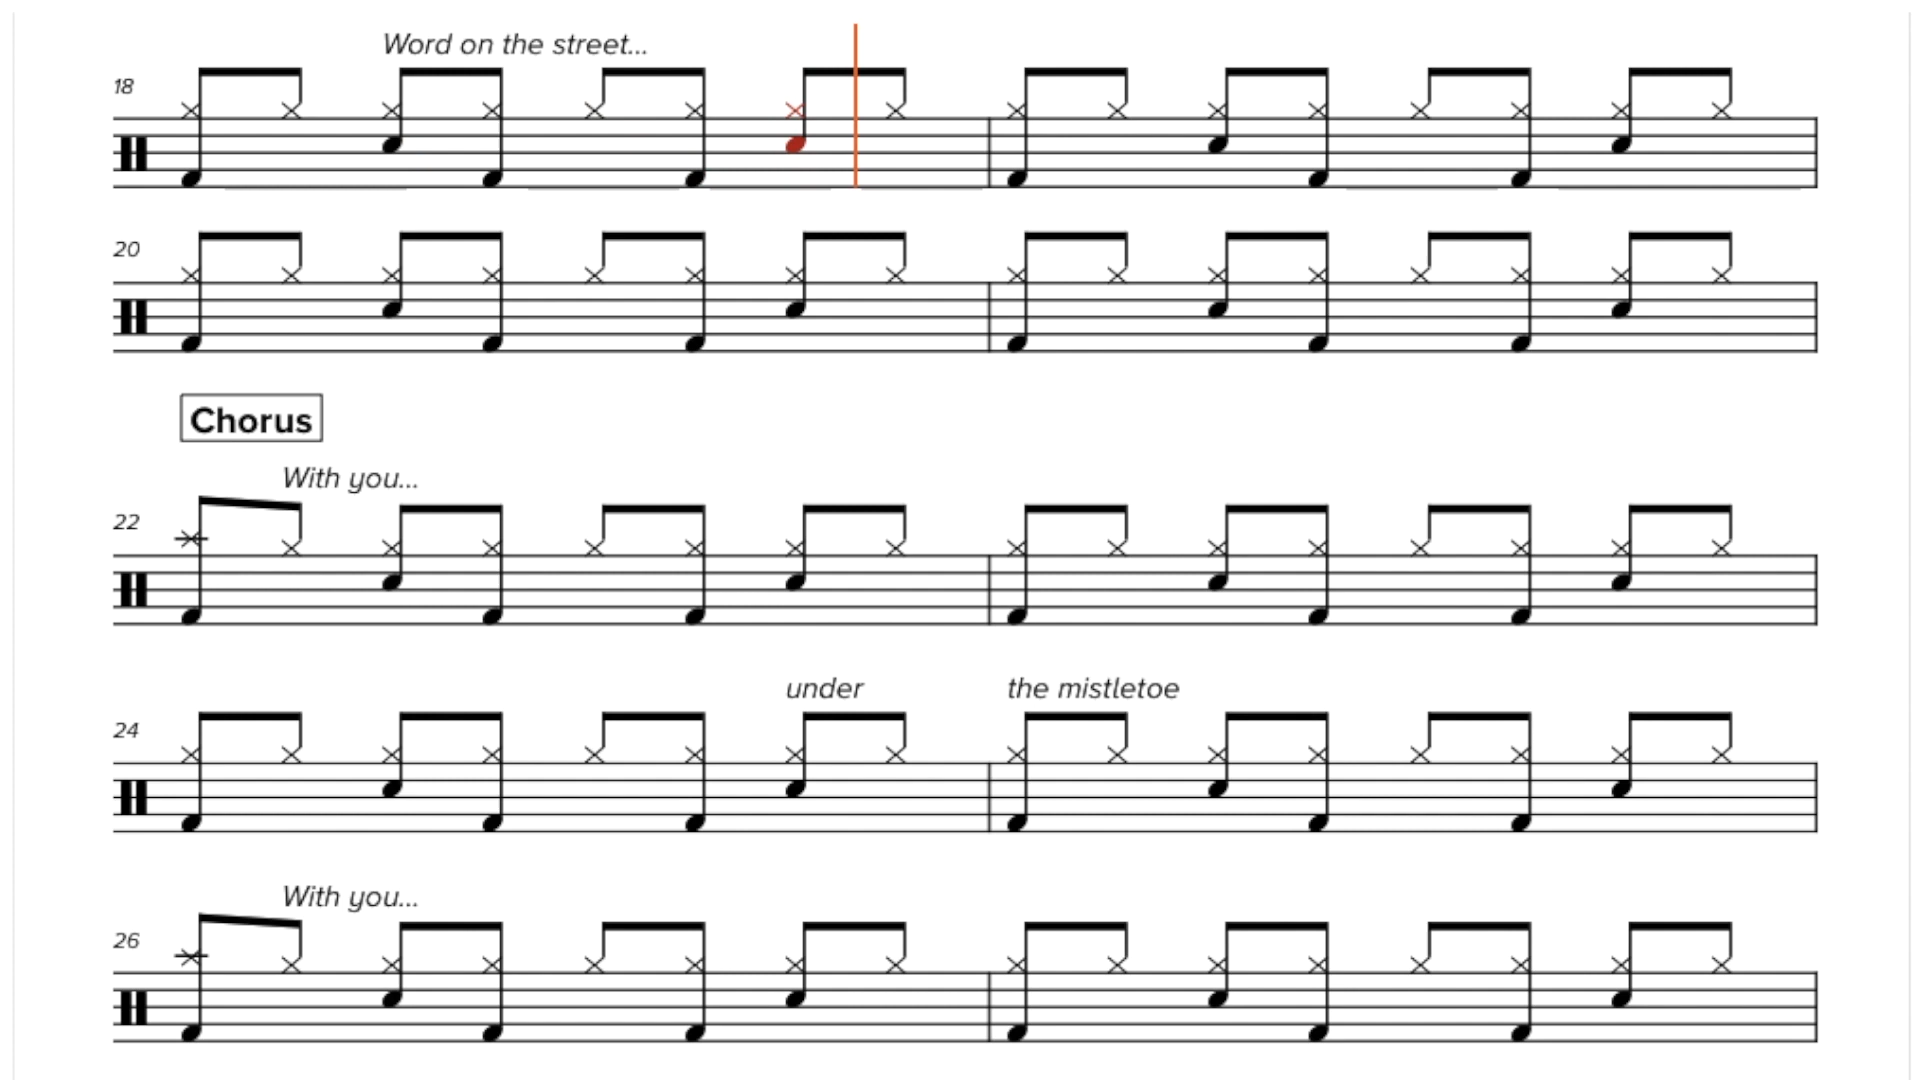 Word on the street...
18
20
Chorus
With you...
22
under the mistletoe
24
With you...
26